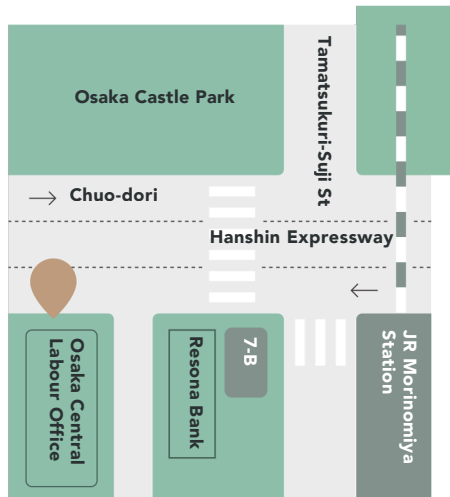 Osaka Castle Park
Tamatsukuri-Suji St
Chuo-dori
Hanshin Expressway
Osaka Central
Labour Office
Resona Bank
7-B
JR Morinomiya
Station